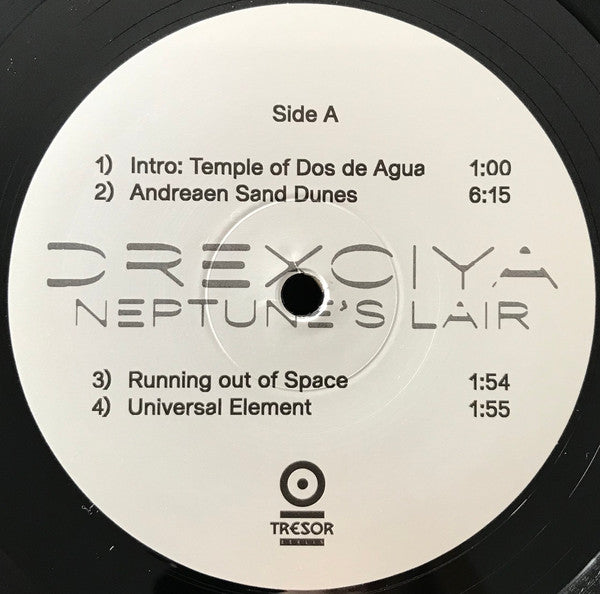 Side A
1) Intro: Temple of Dos de Agua 1:00
2) Andreaen Sand Dunes 6:15
DREXCIYA
NEPTUNE'S LAIR
3) Running out of Space 1:54
4) Universal Element 1:55
TRESOR
BERLIN